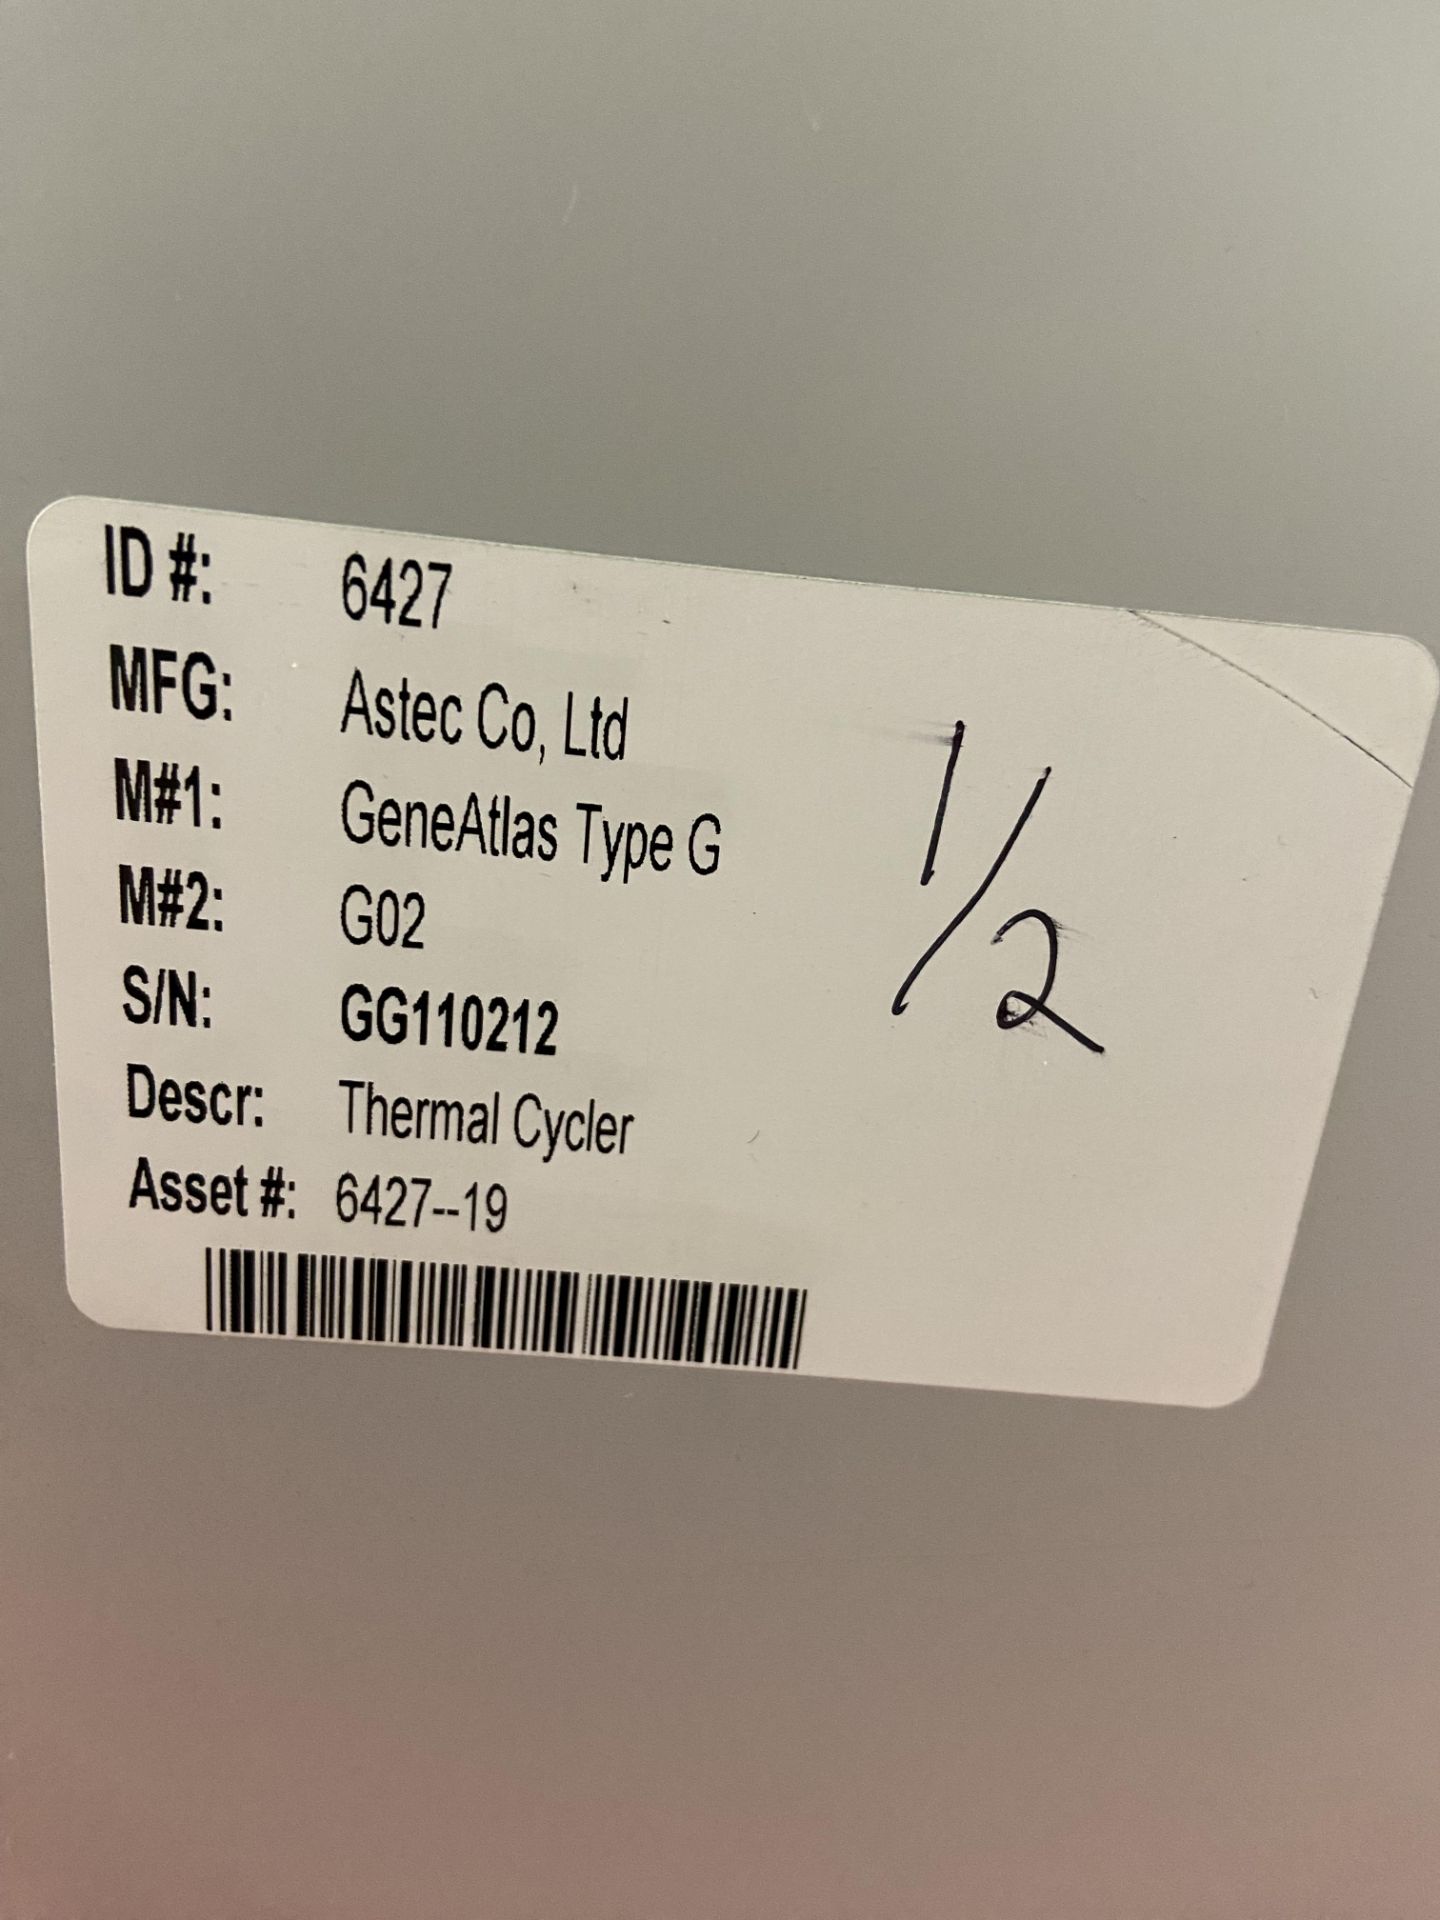 ID #: 6427
MFG: Astec Co, Ltd
M#1: GeneAtlas Type G
M#2: G02
S/N: GG110212
Descr: Thermal Cycler
Asset #: 6427--19
1/2